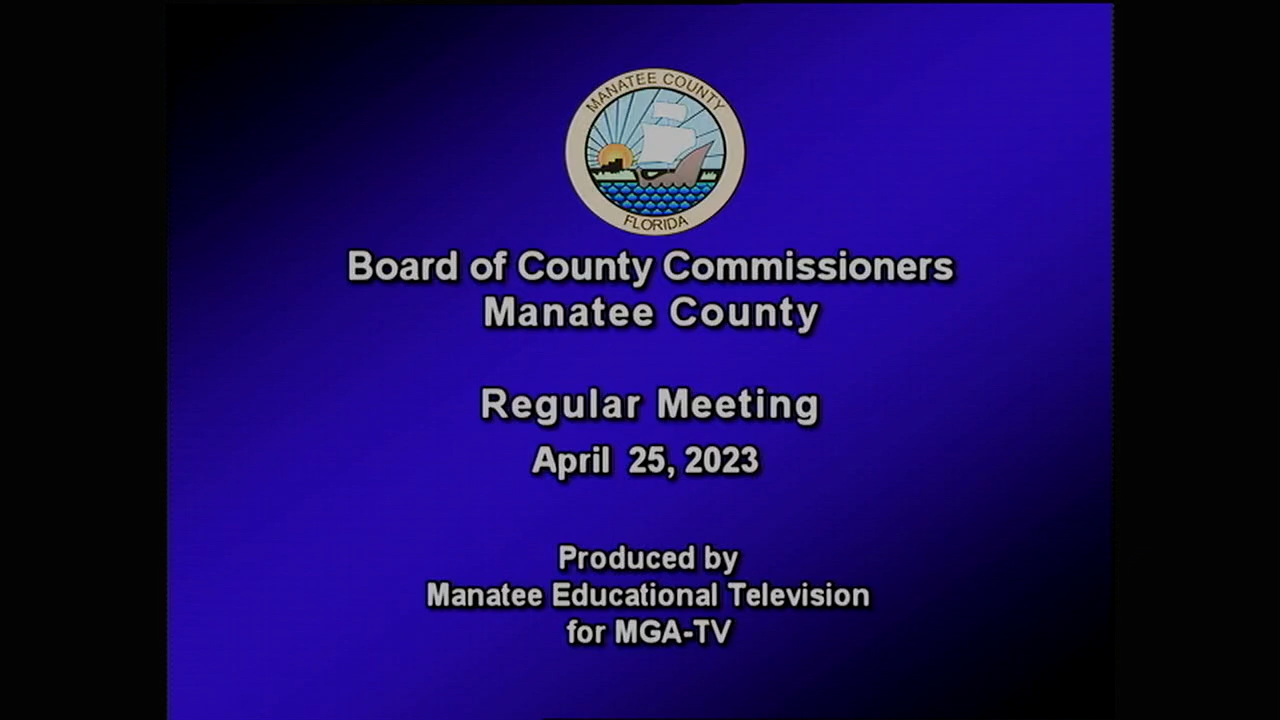 MANATEE COUNTY
FLORIDA
Board of County Commissioners
Manatee County
Regular Meeting
April 25, 2023
Produced by
Manatee Educational Television
for MGA-TV